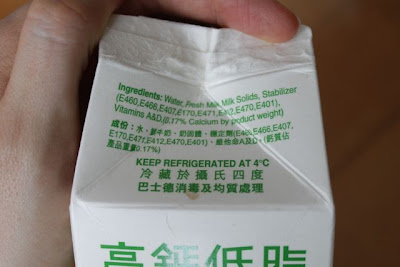 Ingredients: Water, Fresh Milk, Milk Solids, Stabilizer
(E460,E466,E407,E170,E471,E412,E470,E401),
Vitamins A&D,(0.17% Calcium by product weight)
成份：水、鮮牛奶、奶固體、穩定劑(E460,E466,E407,
E170,E471,E412,E470,E401)、維他命A及D、(鈣質佔
產品重量0.17%)
KEEP REFRIGERATED AT 4°C
冷藏於攝氏四度
巴士德消毒及均質處理
高鈣低脂